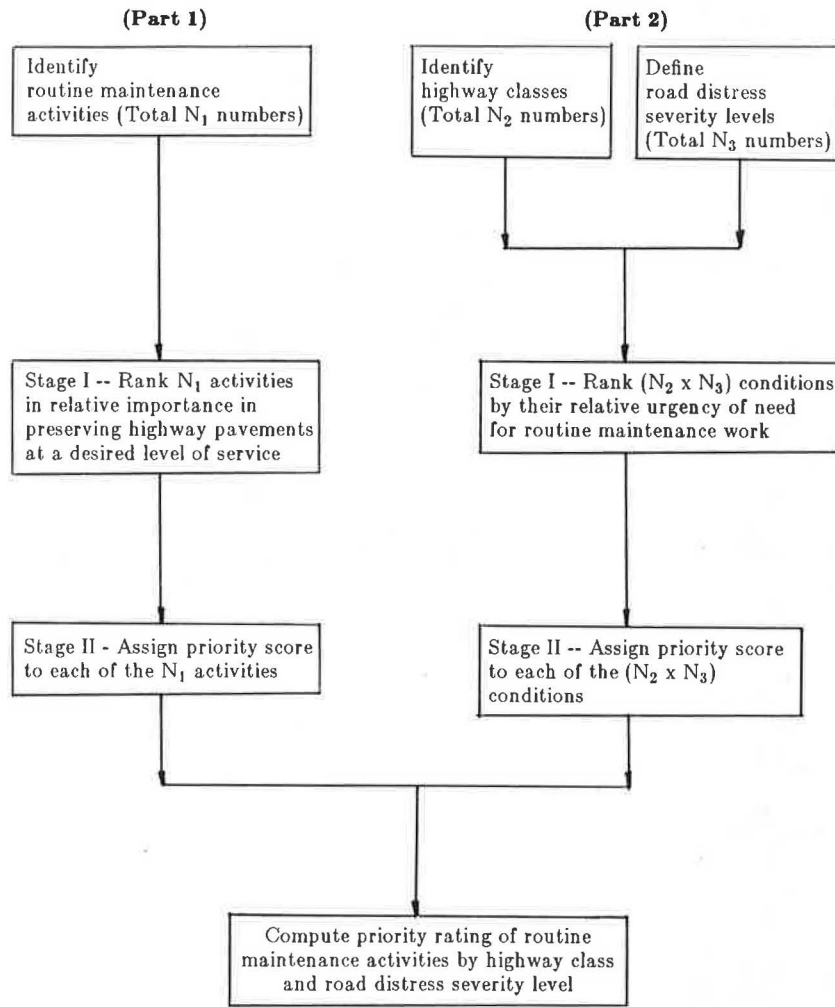 (Part 1)
Identify
routine maintenance
activities (Total N₁ numbers)
Stage I -- Rank N₁ activities
in relative importance in
preserving highway pavements
at a desired level of service
Stage II - Assign priority score
to each of the N₁ activities
(Part 2)
Identify
highway classes
(Total N₂ numbers)
Define
road distress
severity levels
(Total N₃ numbers)
Stage I -- Rank (N₂ x N₃) conditions
by their relative urgency of need
for routine maintenance work
Stage II -- Assign priority score
to each of the (N₂ x N₃)
conditions
Compute priority rating of routine
maintenance activities by highway class
and road distress severity level